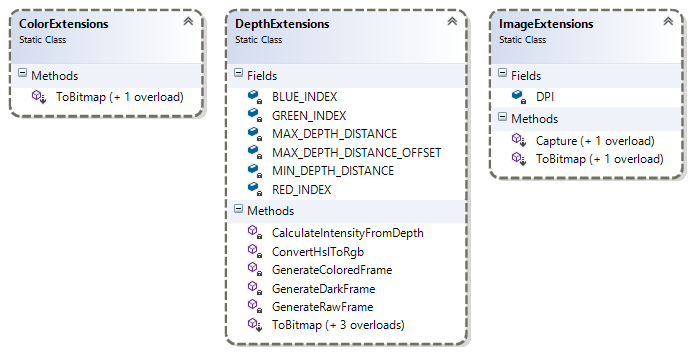 ColorExtensions
Static Class
Methods
ToBitmap (+ 1 overload)
DepthExtensions
Static Class
Fields
BLUE_INDEX
GREEN_INDEX
MAX_DEPTH_DISTANCE
MAX_DEPTH_DISTANCE_OFFSET
MIN_DEPTH_DISTANCE
RED_INDEX
Methods
CalculateIntensityFromDepth
ConvertHslToRgb
GenerateColoredFrame
GenerateDarkFrame
GenerateRawFrame
ToBitmap (+ 3 overloads)
ImageExtensions
Static Class
Fields
DPI
Methods
Capture (+ 1 overload)
ToBitmap (+ 1 overload)